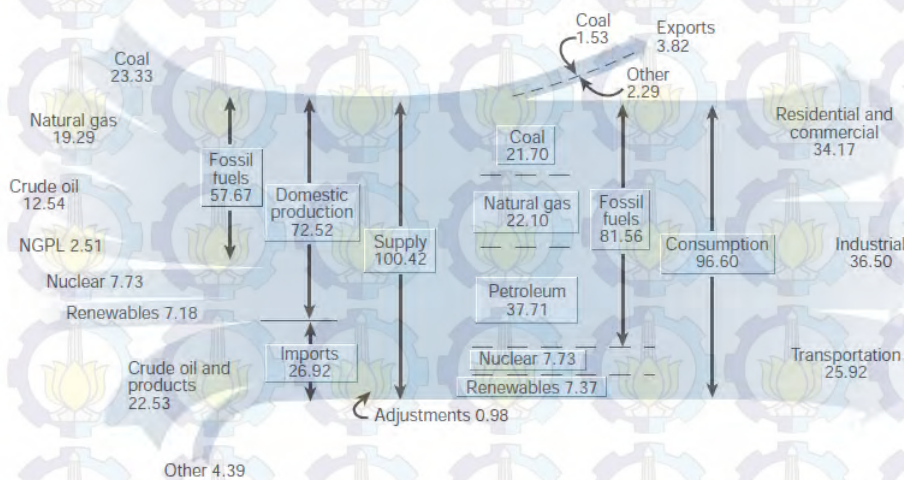 Coal
23.33
Natural gas
19.29
Crude oil
12.54
NGPL 2.51
Nuclear 7.73
Renewables 7.18
Crude oil and
products
22.53
Other 4.39
Fossil
fuels
57.67
Domestic
production
72.52
Imports
26.92
Supply
100.42
Adjustments 0.98
Coal
1.53
Exports
3.82
Other
2.29
Coal
21.70
Natural gas
22.10
Petroleum
37.71
Nuclear 7.73
Renewables 7.37
Fossil
fuels
81.56
Consumption
96.60
Residential and
commercial
34.17
Industrial
36.50
Transportation
25.92